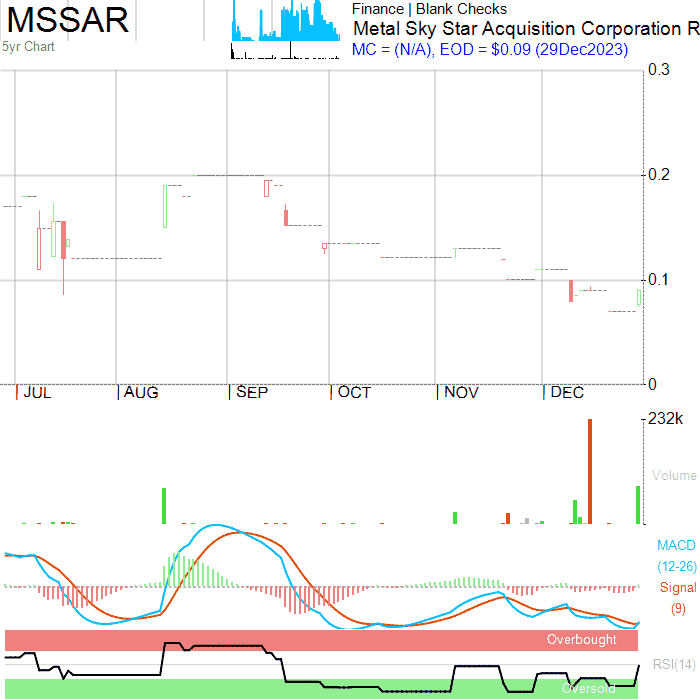 MSSAR
5yr Chart
Finance | Blank Checks
Metal Sky Star Acquisition Corporation R
MC = (N/A), EOD = $0.09 (29Dec2023)
0.3
0.2
0.1
0
JUL AUG SEP OCT NOV DEC
232k
Volume
MACD
(12-26)
Signal
(9)
Overbought
RSI(14)
Oversold